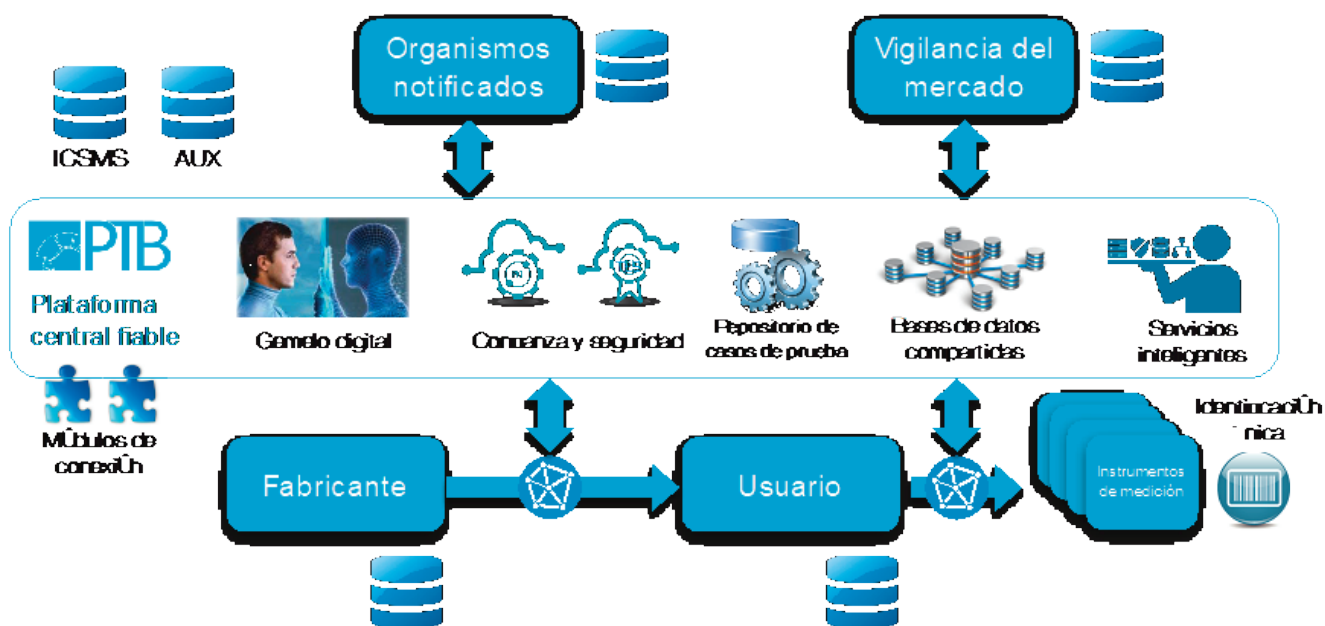 Organismos
notificados
Vigilancia del
mercado
ICSMS
AUX
PTB
Plataforma
central fiable
Gemelo digital
Confianza y seguridad
Repositorio de
casos de prueba
Bases de datos
compartidas
Servicios
inteligentes
MÛdulos de
conexiÛn
Fabricante
Usuario
Instrumentos
de medición
IdentificaciÛn
˙nica